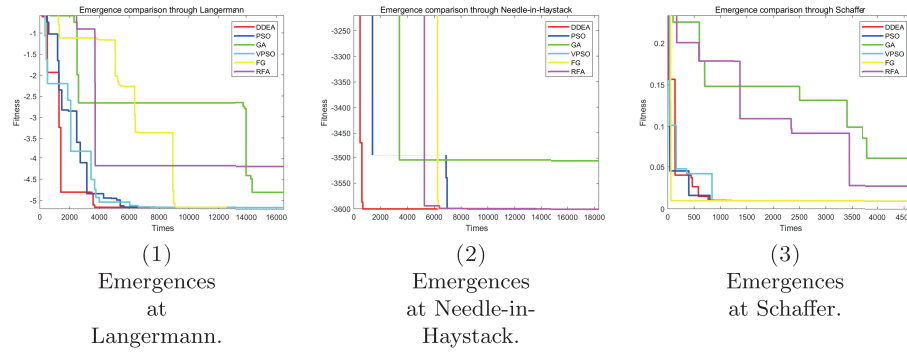 Emergence comparison through Langermann
DDEA
PSO
GA
VPSO
FG
RFA
-1
-1.5
-2
-2.5
-3
-3.5
-4
-4.5
-5
Fitness
0 2000 4000 6000 8000 10000 12000 14000 16000
Times
(1)
Emergences
at
Langermann.
Emergence comparison through Needle-in-Haystack
DDEA
PSO
GA
VPSO
FG
RFA
-3250
-3300
-3350
-3400
-3450
-3500
-3550
-3600
Fitness
0 2000 4000 6000 8000 10000 12000 14000 16000 18000
Times
(2)
Emergences
at Needle-in-
Haystack.
Emergence comparison through Schaffer
DDEA
PSO
GA
VPSO
FG
RFA
0.2
0.15
0.1
0.05
0
Fitness
0 500 1000 1500 2000 2500 3000 3500 4000 450
Times
(3)
Emergences
at Schaffer.